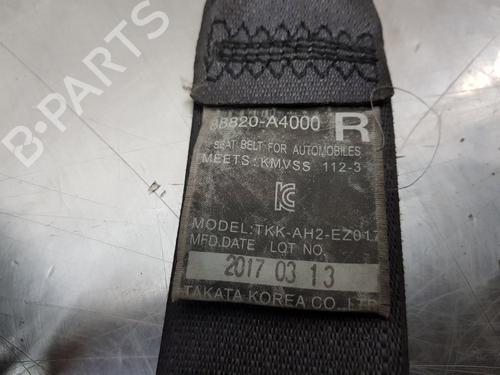 88820-A4000 R
SEAT BELT FOR AUTOMOBILES
MEETS: KMVSS 112-3
MODEL:TKK-AH2-EZ017
MFD.DATE / LOT NO.
2017 03 13
TAKATA-KOREA CO., LTD
B-Parts